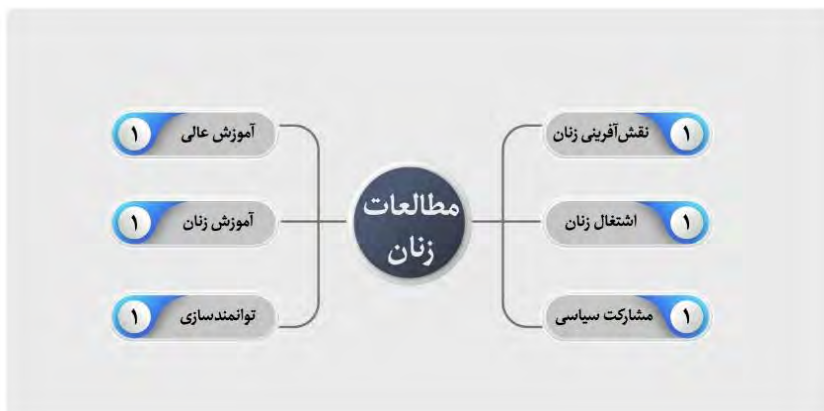 مطالعات
زنان
۱ نقش‌آفرینی زنان
۱ اشتغال زنان
۱ مشارکت سیاسی
آموزش عالی ۱
آموزش زنان ۱
توانمندسازی ۱